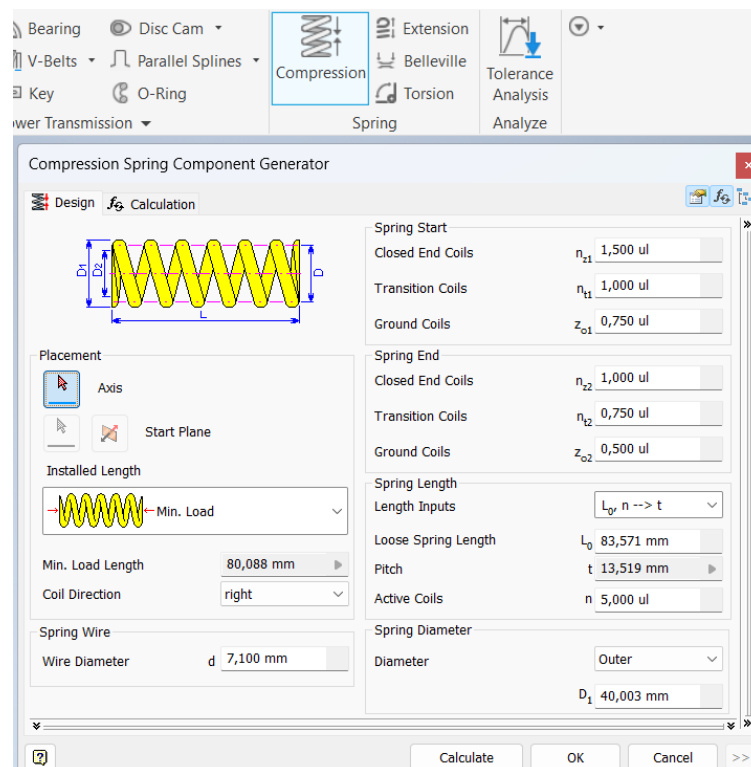 Bearing Disc Cam
V-Belts Parallel Splines
Key O-Ring
Compression
Extension
Belleville
Torsion
Tolerance
Analysis
ower Transmission Spring Analyze
Compression Spring Component Generator
Design fG Calculation
D1 D2 D
L
Placement
Axis
Start Plane
Installed Length
Min. Load
Min. Load Length 80,088 mm
Coil Direction right
Spring Wire
Wire Diameter d 7,100 mm
Spring Start
Closed End Coils nz1 1,500 ul
Transition Coils nt1 1,000 ul
Ground Coils zo1 0,750 ul
Spring End
Closed End Coils nz2 1,000 ul
Transition Coils nt2 0,750 ul
Ground Coils zo2 0,500 ul
Spring Length
Length Inputs L0, n --> t
Loose Spring Length L0 83,571 mm
Pitch t 13,519 mm
Active Coils n 5,000 ul
Spring Diameter
Diameter Outer
D1 40,003 mm
Calculate OK Cancel >>